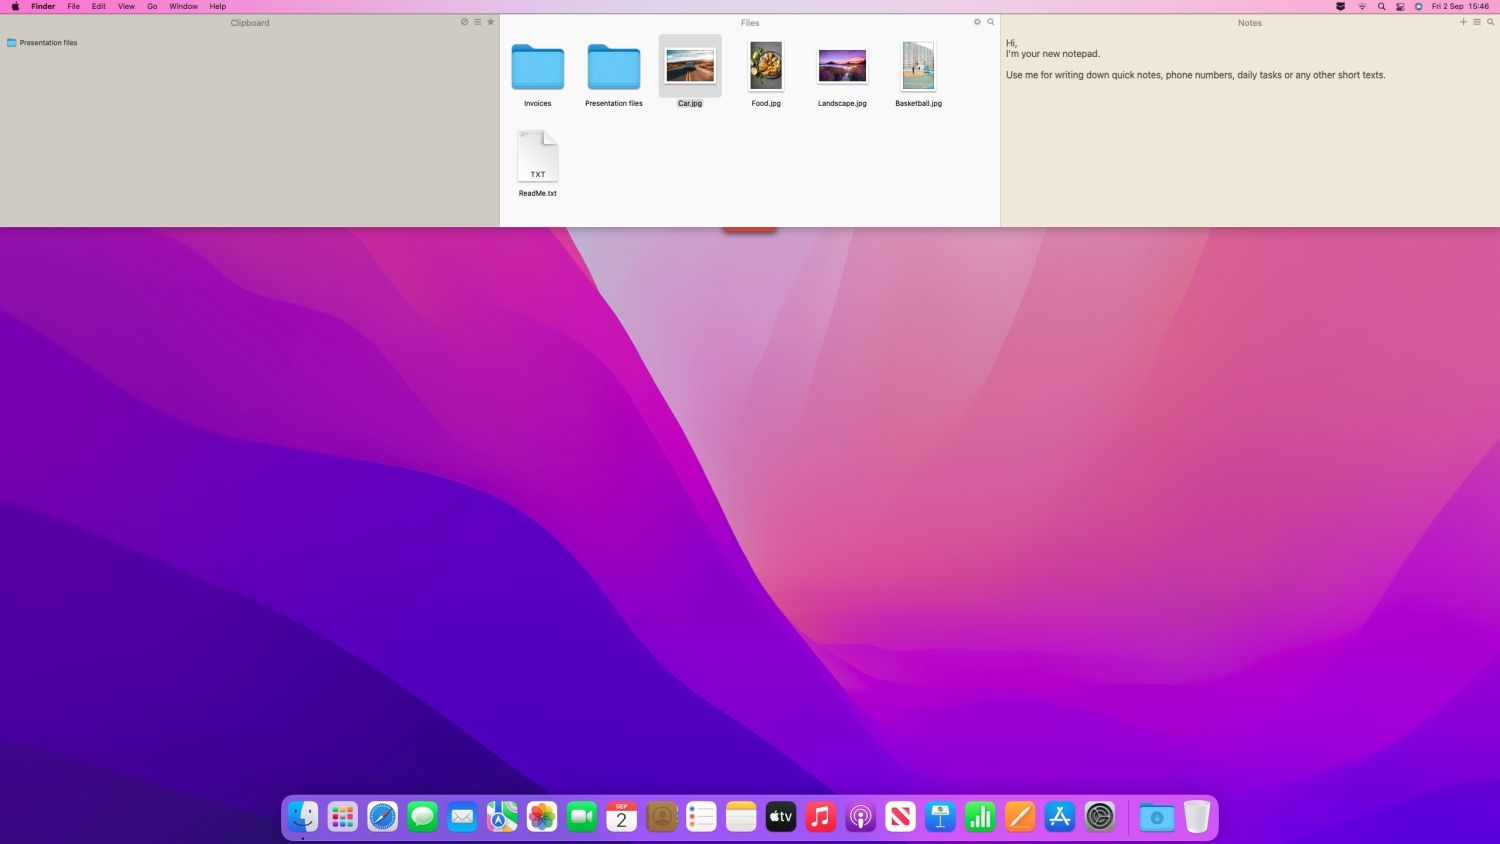 Finder File Edit View Go Window Help
Fri 2 Sep 15:46
Clipboard
Presentation files
Files
Invoices
Presentation files
Car.jpg
Food.jpg
Landscape.jpg
Basketball.jpg
TXT
ReadMe.txt
Notes
Hi,
I'm your new notepad.
Use me for writing down quick notes, phone numbers, daily tasks or any other short texts.
SEP
2
tv